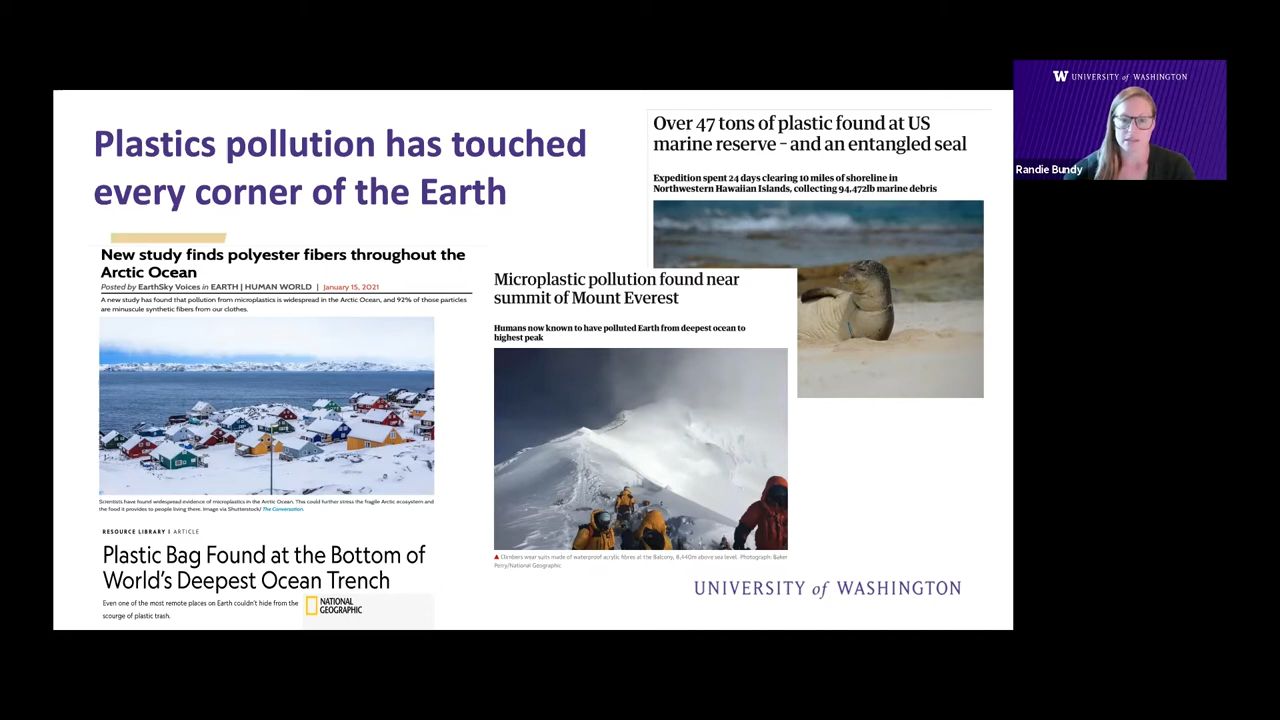 Plastics pollution has touched
every corner of the Earth
New study finds polyester fibers throughout the
Arctic Ocean
Posted by EarthSky Voices in EARTH | HUMAN WORLD | January 15, 2021
A new study has found that pollution from microplastics is widespread in the Arctic Ocean, and 92% of those particles
are minuscule synthetic fibers from our clothes.
Scientists have found widespread evidence of microplastics in the Arctic Ocean. This could further stress the fragile Arctic ecosystem and
the food it provides to people living there. Image via Shutterstock/ The Conversation.
RESOURCE LIBRARY | ARTICLE
Plastic Bag Found at the Bottom of
World's Deepest Ocean Trench
Even one of the most remote places on Earth couldn't hide from the
scourge of plastic trash.
NATIONAL
GEOGRAPHIC
Over 47 tons of plastic found at US
marine reserve – and an entangled seal
Expedition spent 24 days clearing 10 miles of shoreline in
Northwestern Hawaiian Islands, collecting 94,472lb marine debris
Microplastic pollution found near
summit of Mount Everest
Humans now known to have polluted Earth from deepest ocean to
highest peak
Climbers wear suits made of waterproof acrylic fibres at the Balcony, 8,440m above sea level. Photograph: Baker
Perry/National Geographic
UNIVERSITY of WASHINGTON
W UNIVERSITY of WASHINGTON
Randie Bundy